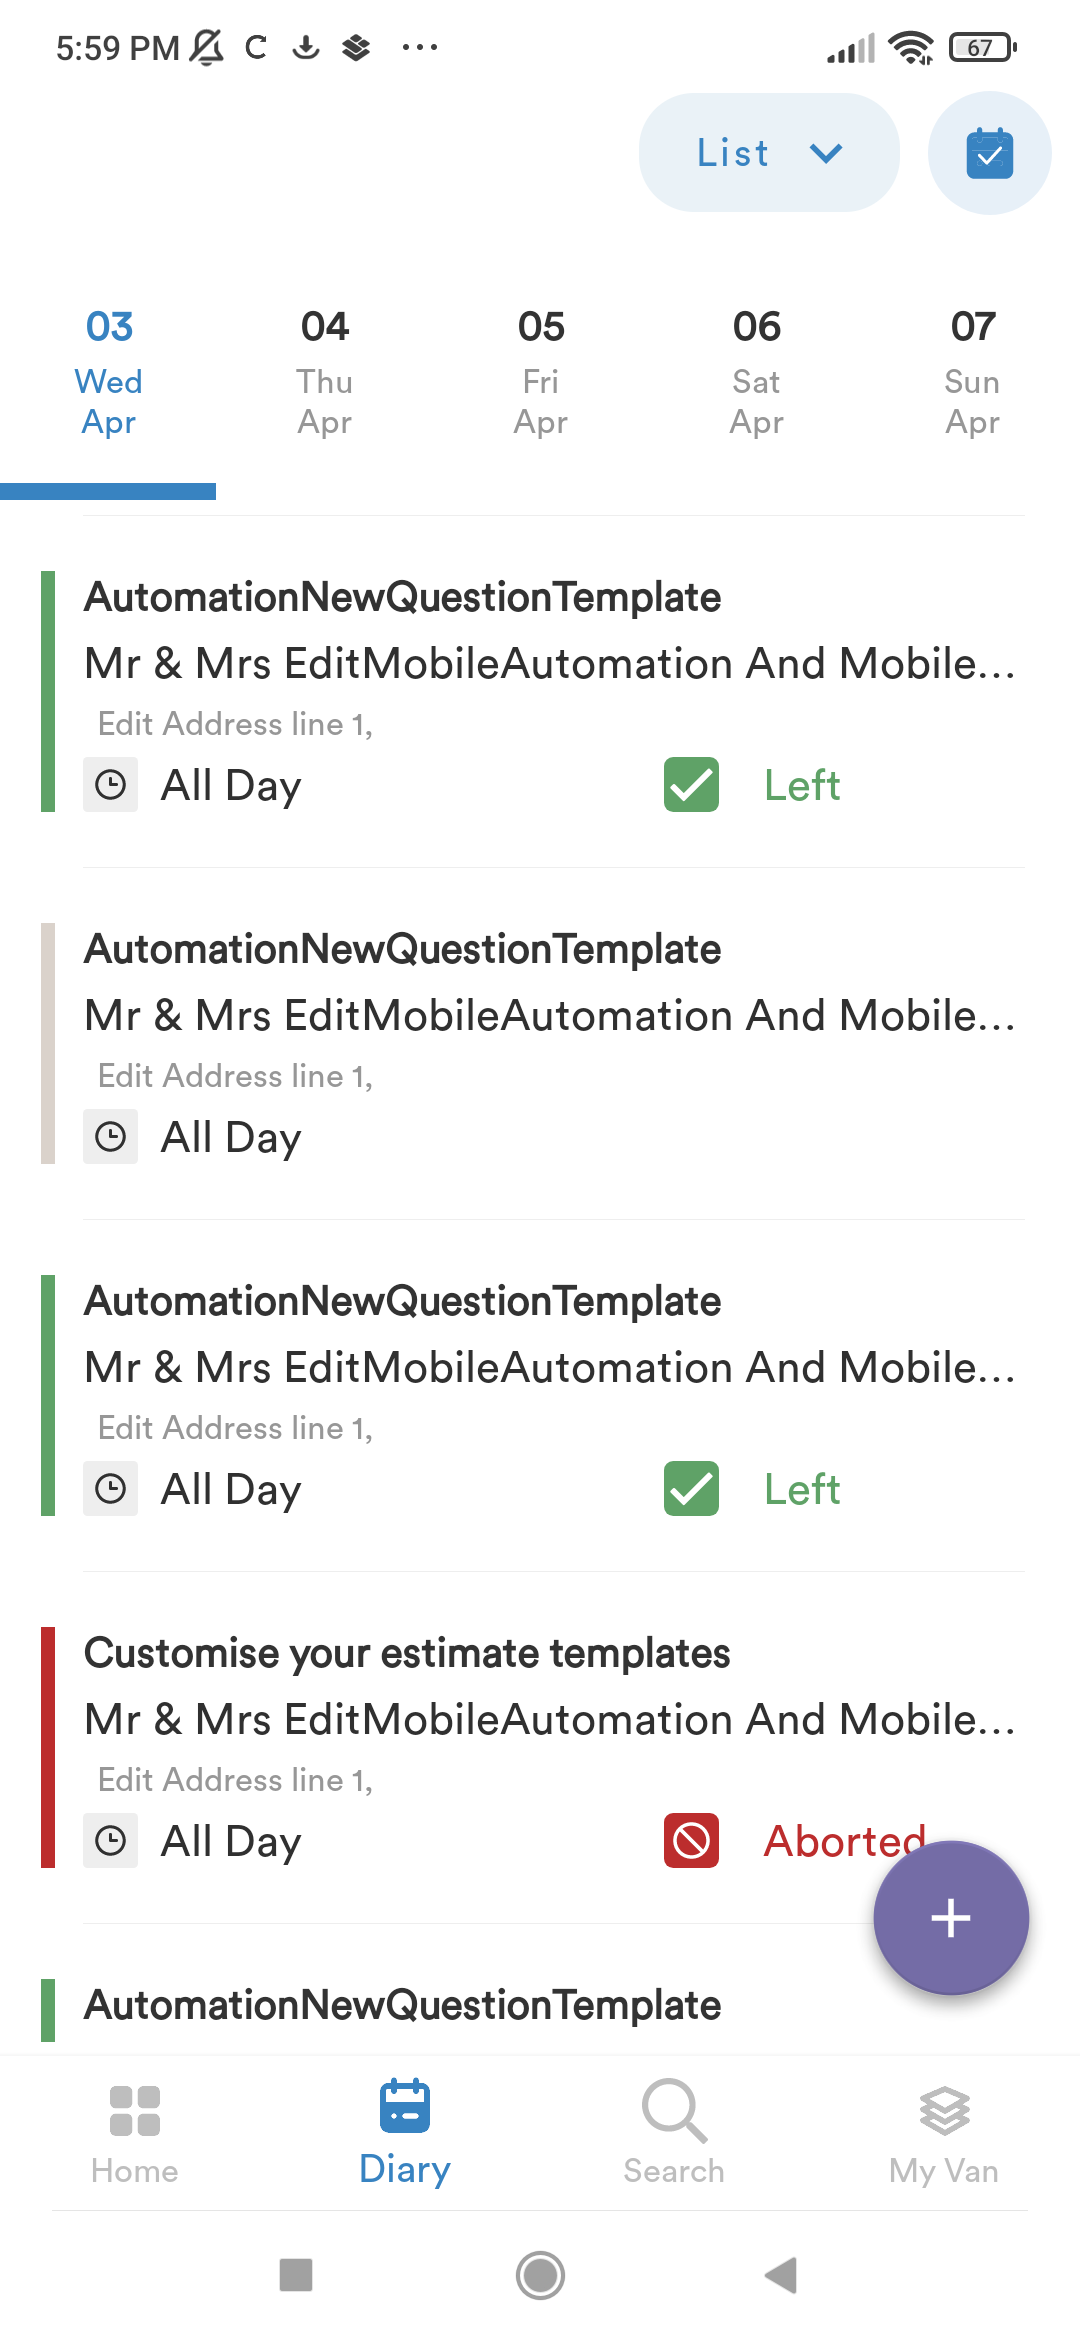 5:59 PM
67
List
03 04 05 06 07
Wed Thu Fri Sat Sun
Apr Apr Apr Apr Apr
AutomationNewQuestionTemplate
Mr & Mrs EditMobileAutomation And Mobile...
Edit Address line 1,
All Day Left
AutomationNewQuestionTemplate
Mr & Mrs EditMobileAutomation And Mobile...
Edit Address line 1,
All Day
AutomationNewQuestionTemplate
Mr & Mrs EditMobileAutomation And Mobile...
Edit Address line 1,
All Day Left
Customise your estimate templates
Mr & Mrs EditMobileAutomation And Mobile...
Edit Address line 1,
All Day Aborted
AutomationNewQuestionTemplate
Home Diary Search My Van